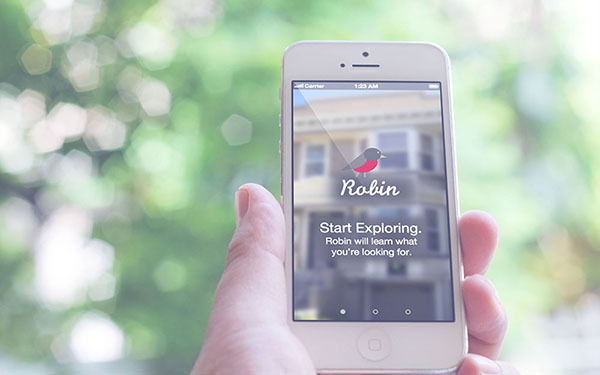 Carrier 1:23 AM
Robin
Start Exploring.
Robin will learn what
you're looking for.